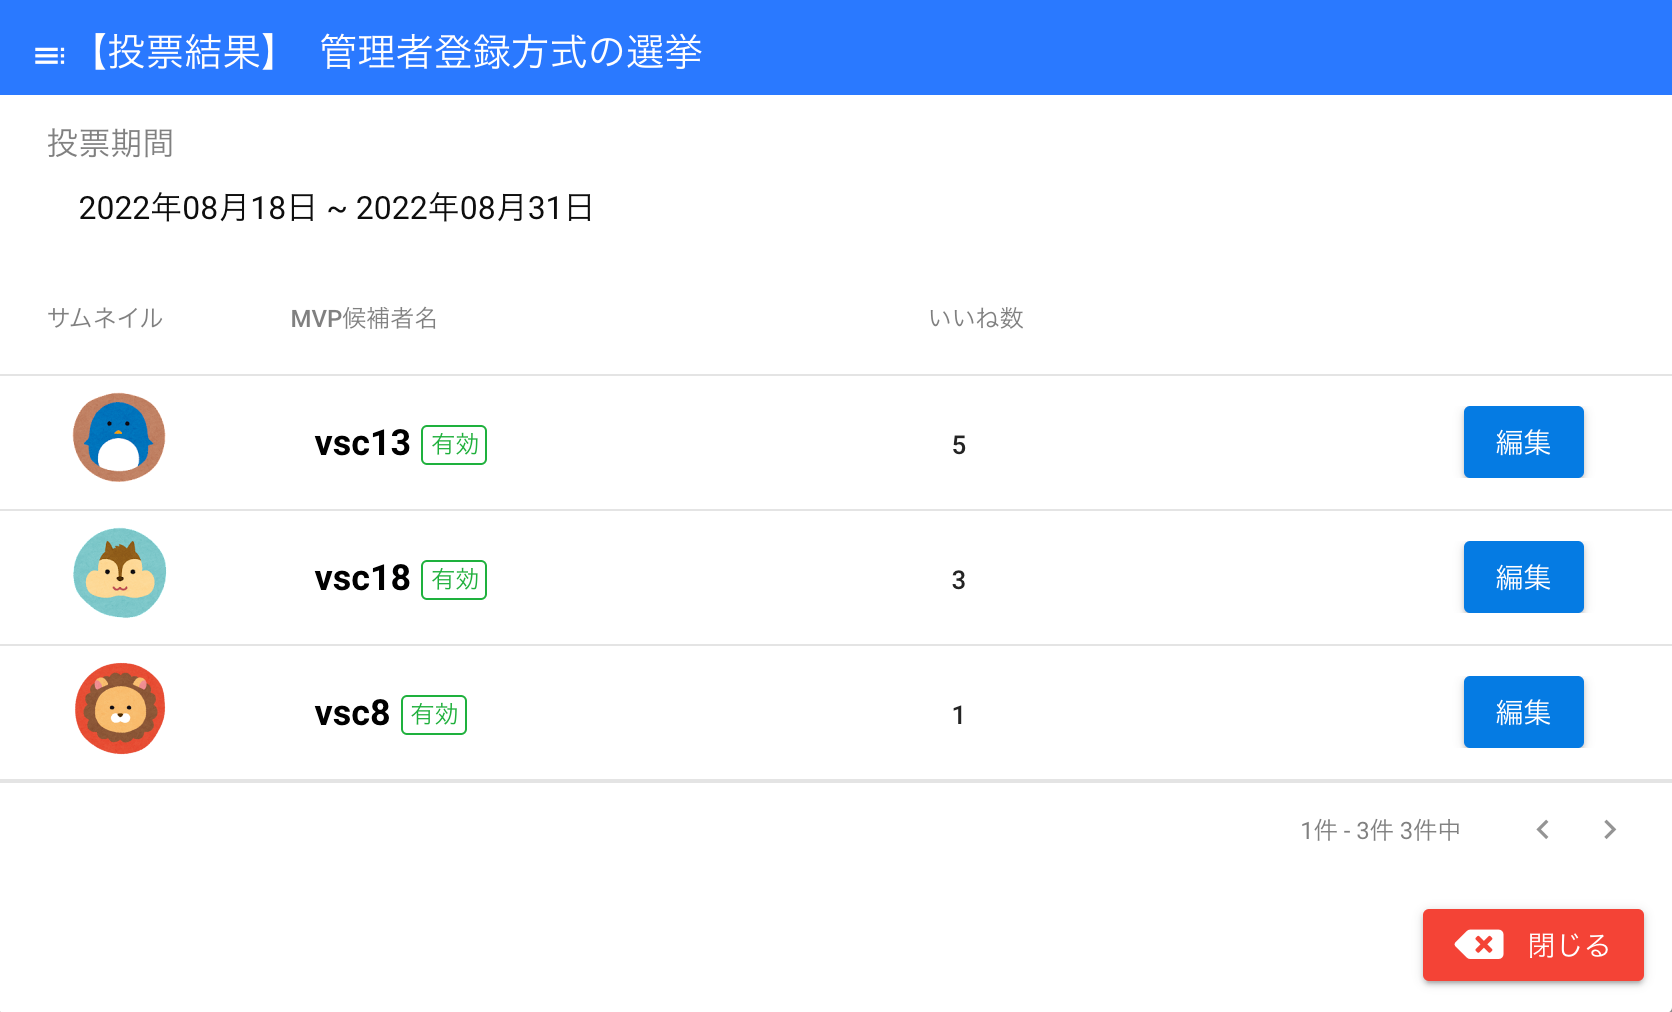 【投票結果】　管理者登録方式の選挙
投票期間
2022年08月18日 ~ 2022年08月31日
サムネイル MVP候補者名 いいね数
vsc13 有効 5 編集
vsc18 有効 3 編集
vsc8 有効 1 編集
1件 - 3件 3件中
閉じる